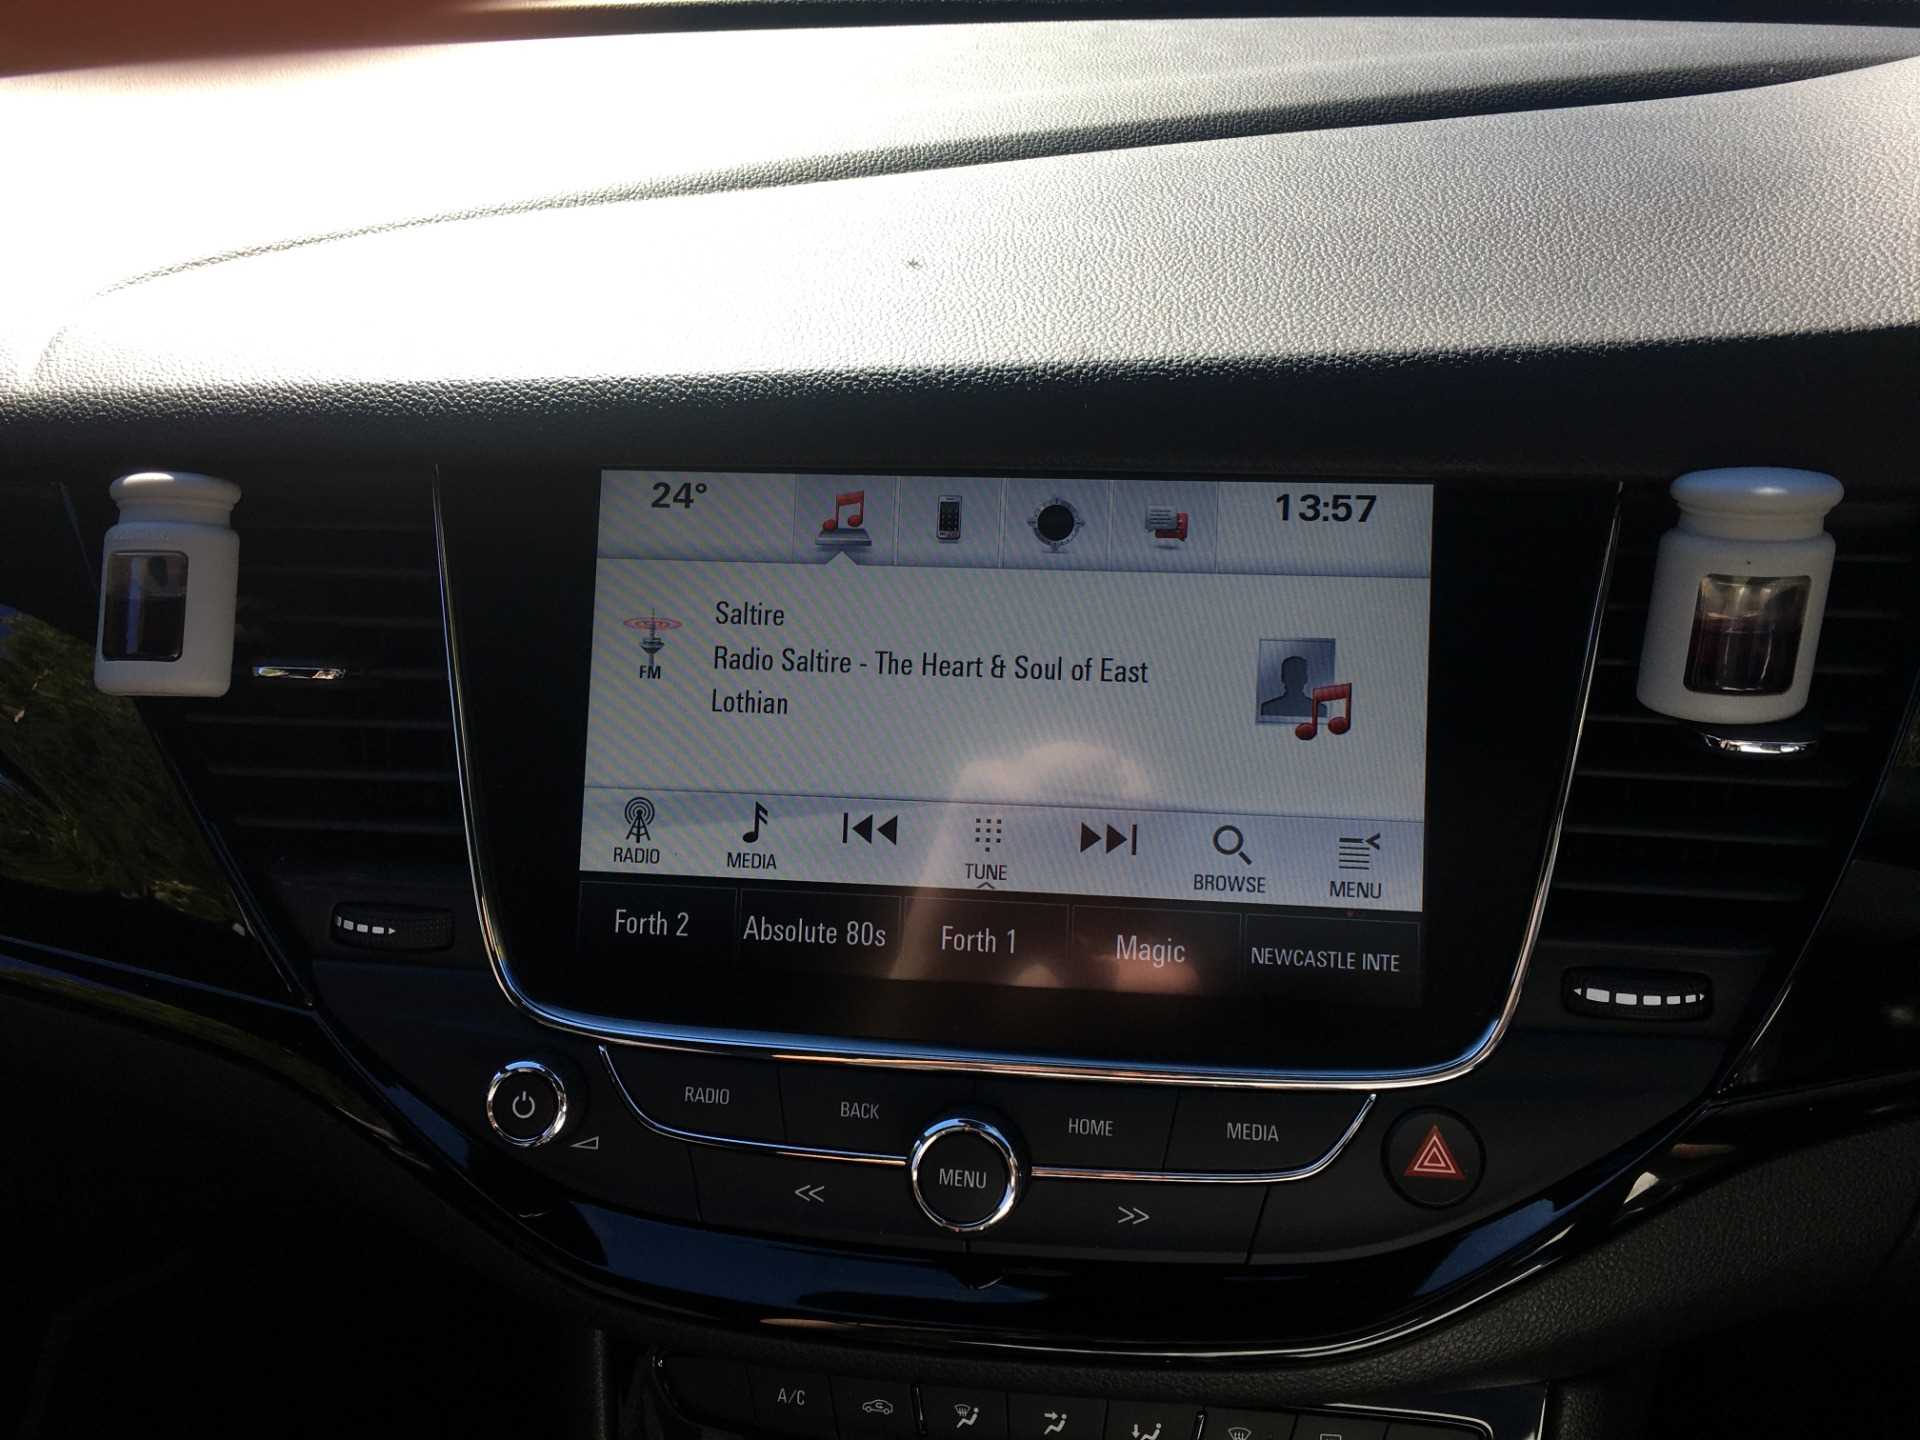 24° 13:57
Saltire
Radio Saltire - The Heart & Soul of East
Lothian
FM
RADIO MEDIA TUNE BROWSE MENU
Forth 2 Absolute 80s Forth 1 Magic NEWCASTLE INTE
RADIO BACK HOME MEDIA
MENU
<< >>
A/C